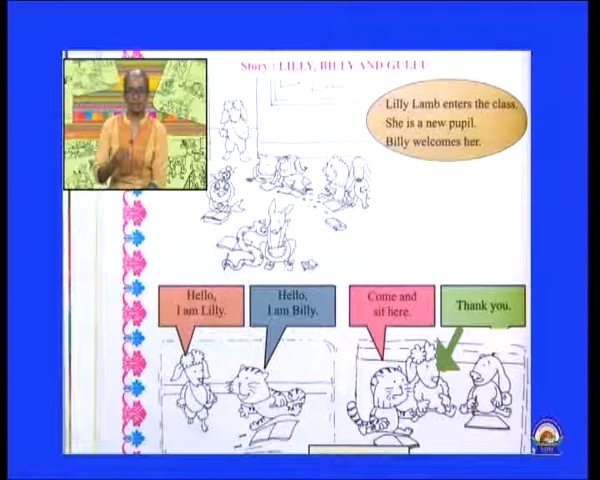 Story : LILLY, BILLY AND GULLU
Lilly Lamb enters the class.
She is a new pupil.
Billy welcomes her.
Hello,
I am Lilly.
Hello,
I am Billy.
Come and
sit here.
Thank you.